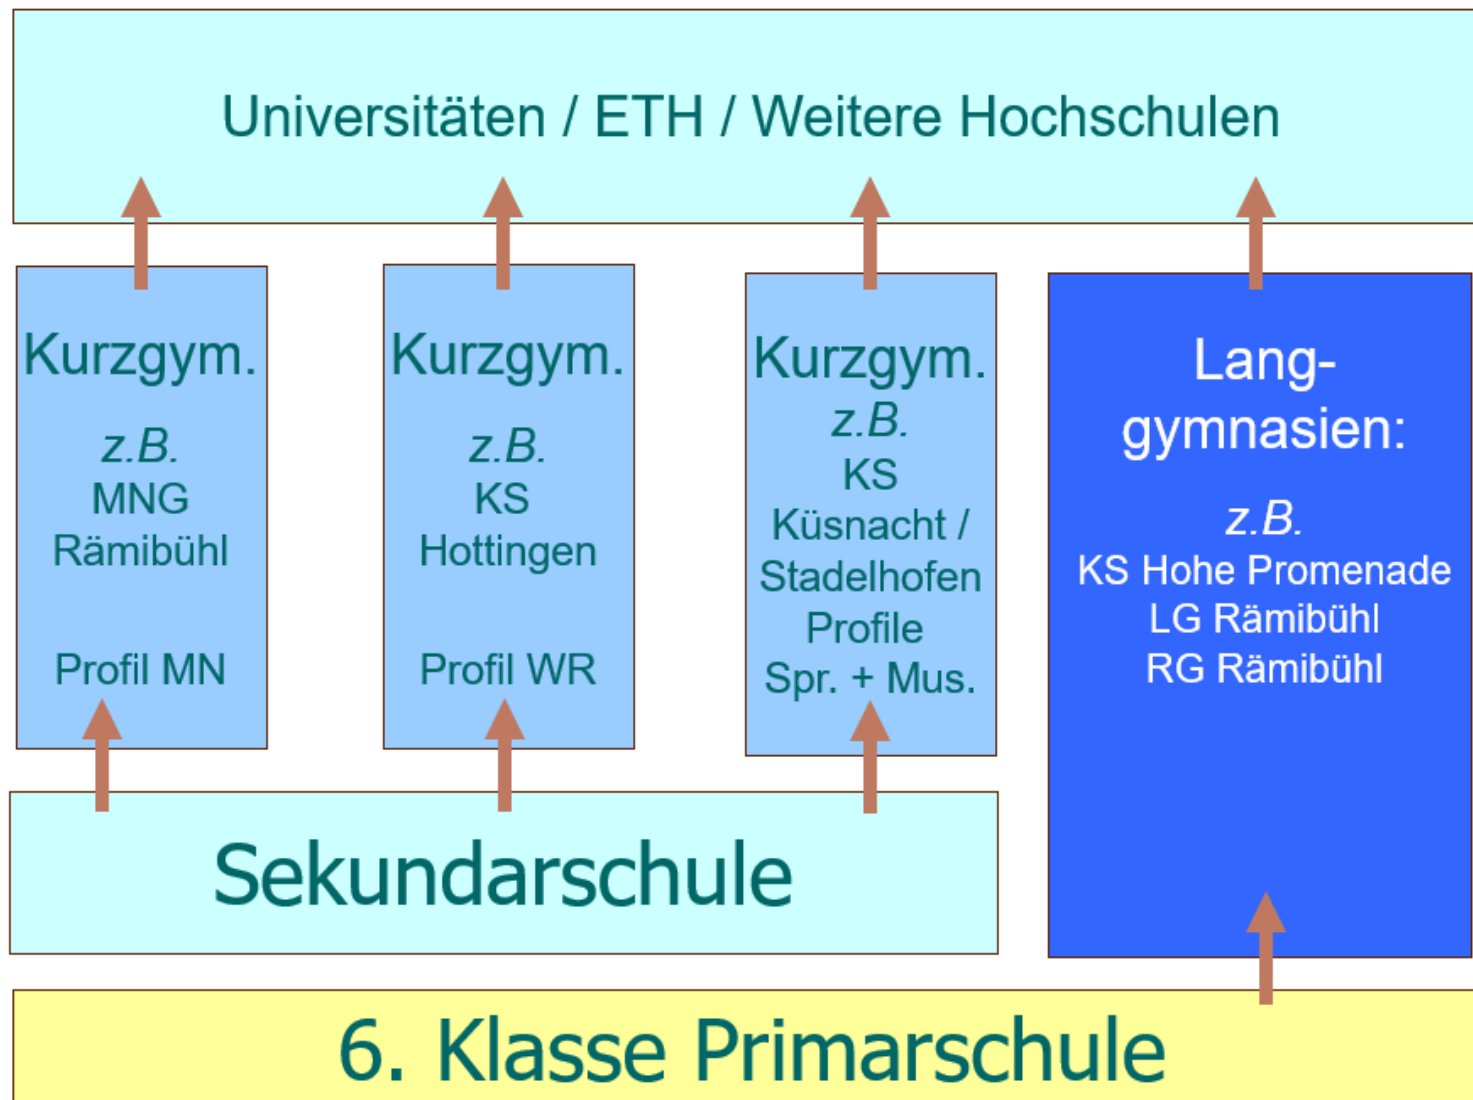 Universitäten / ETH / Weitere Hochschulen
Kurzgym.
z.B.
MNG
Rämibühl
Profil MN
Kurzgym.
z.B.
KS
Hottingen
Profil WR
Kurzgym.
z.B.
KS
Küsnacht /
Stadelhofen
Profile
Spr. + Mus.
Lang-
gymnasien:
z.B.
KS Hohe Promenade
LG Rämibühl
RG Rämibühl
Sekundarschule
6. Klasse Primarschule